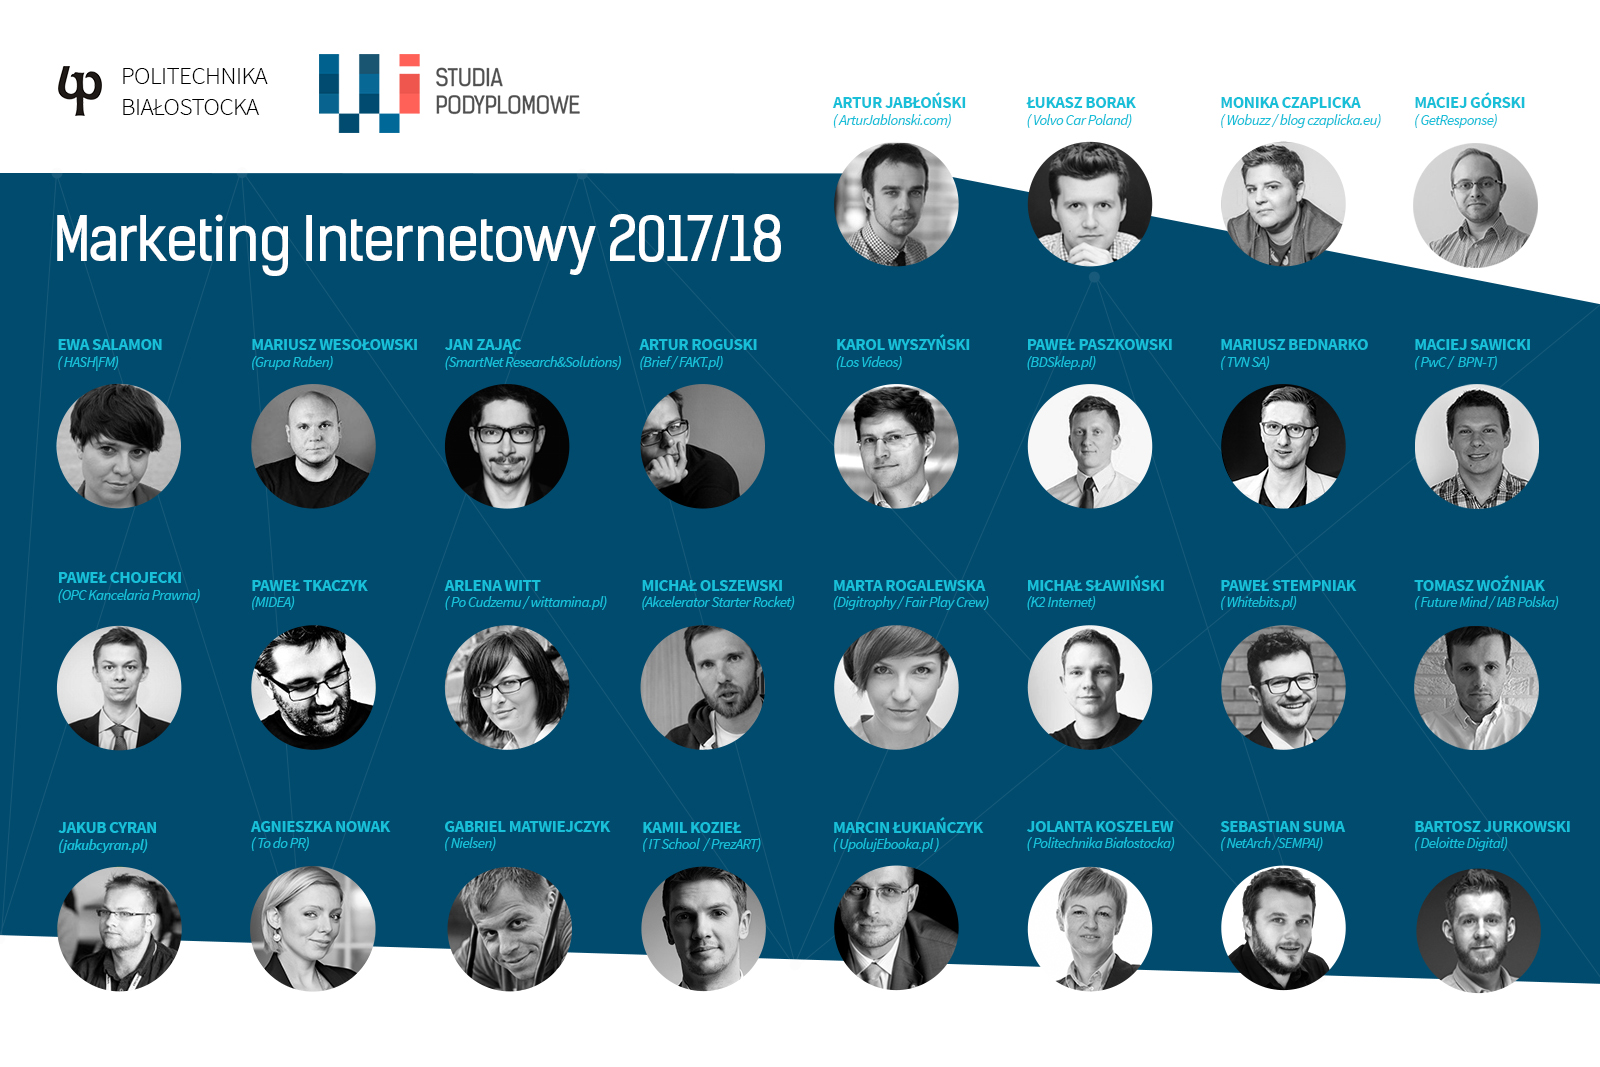 POLITECHNIKA
BIAŁOSTOCKA
STUDIA
PODYPLOMOWE
Marketing Internetowy 2017/18
ARTUR JABŁOŃSKI
( ArturJablonski.com)
ŁUKASZ BORAK
( Volvo Car Poland)
MONIKA CZAPLICKA
( Wobuzz / blog czaplicka.eu)
MACIEJ GÓRSKI
( GetResponse)
EWA SALAMON
( HASH|FM)
MARIUSZ WESOŁOWSKI
(Grupa Raben)
JAN ZAJĄC
(SmartNet Research&Solutions)
ARTUR ROGUSKI
(Brief / FAKT.pl)
KAROL WYSZYŃSKI
(Los Videos)
PAWEŁ PASZKOWSKI
(BDSklep.pl)
MARIUSZ BEDNARKO
( TVN SA)
MACIEJ SAWICKI
( PwC / BPN-T)
PAWEŁ CHOJECKI
(OPC Kancelaria Prawna)
PAWEŁ TKACZYK
(MIDEA)
ARLENA WITT
( Po Cudzemu / wittamina.pl)
MICHAŁ OLSZEWSKI
(Akcelerator Starter Rocket)
MARTA ROGALEWSKA
(Digitrophy / Fair Play Crew)
MICHAŁ SŁAWIŃSKI
(K2 Internet)
PAWEŁ STEMPNIAK
( Whitebits.pl)
TOMASZ WOŹNIAK
( Future Mind / IAB Polska)
JAKUB CYRAN
(jakubcyran.pl)
AGNIESZKA NOWAK
( To do PR)
GABRIEL MATWIEJCZYK
( Nielsen)
KAMIL KOZIEŁ
( IT School / PrezART)
MARCIN ŁUKIAŃCZYK
( UpolujEbooka.pl )
JOLANTA KOSZELEW
( Politechnika Białostocka)
SEBASTIAN SUMA
( NetArch /SEMPAI)
BARTOSZ JURKOWSKI
( Deloitte Digital)